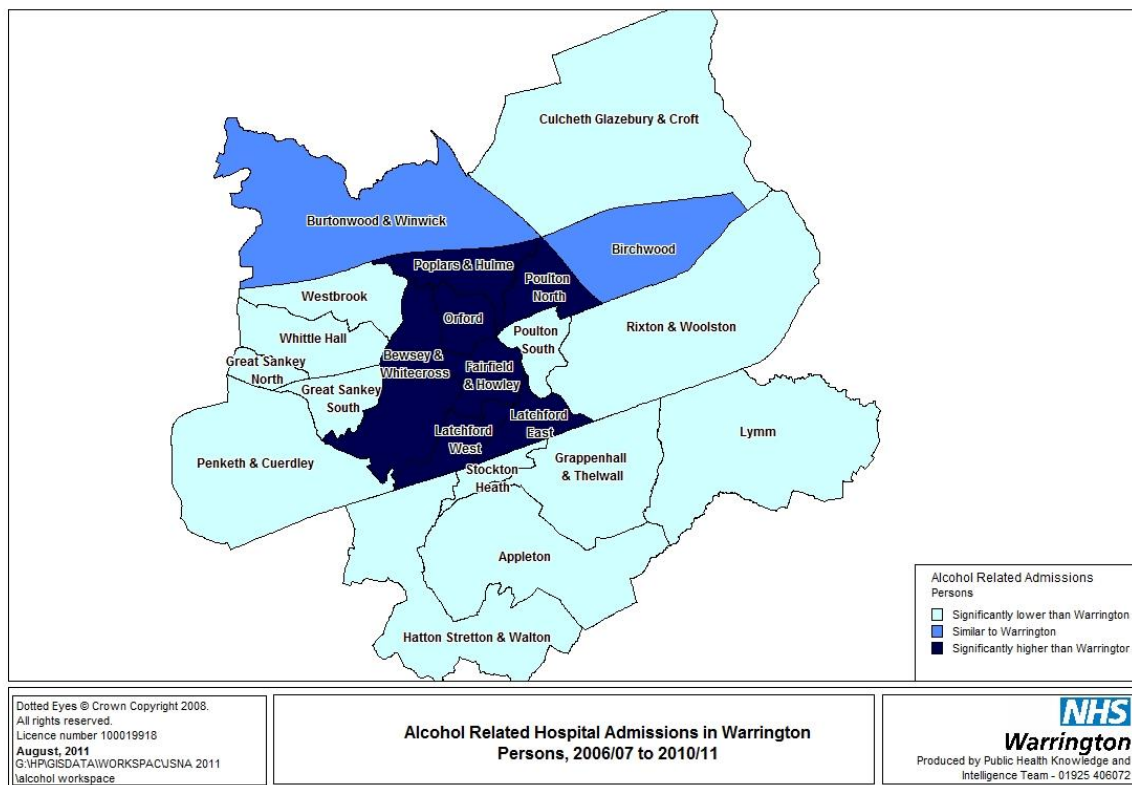 Culcheth Glazebury & Croft
Burtonwood & Winwick
Birchwood
Poplars & Hulme
Poulton
North
Westbrook
Orford
Rixton & Woolston
Whittle Hall
Poulton
South
Bewsey &
Whitecross
Great Sankey
North
Fairfield
& Howley
Great Sankey
South
Latchford
East
Latchford
West
Lymm
Penketh & Cuerdley
Stockton
Heath
Grappenhall
& Thelwall
Appleton
Hatton Stretton & Walton
Alcohol Related Admissions
Persons
Significantly lower than Warrington
Similar to Warrington
Significantly higher than Warrington
Dotted Eyes © Crown Copyright 2008.
All rights reserved.
Licence number 100019918
August, 2011
G:\HP\GISDATA\WORKSPAC\JSNA 2011
\alcohol workspace
Alcohol Related Hospital Admissions in Warrington
Persons, 2006/07 to 2010/11
NHS
Warrington
Produced by Public Health Knowledge and
Intelligence Team - 01925 406072